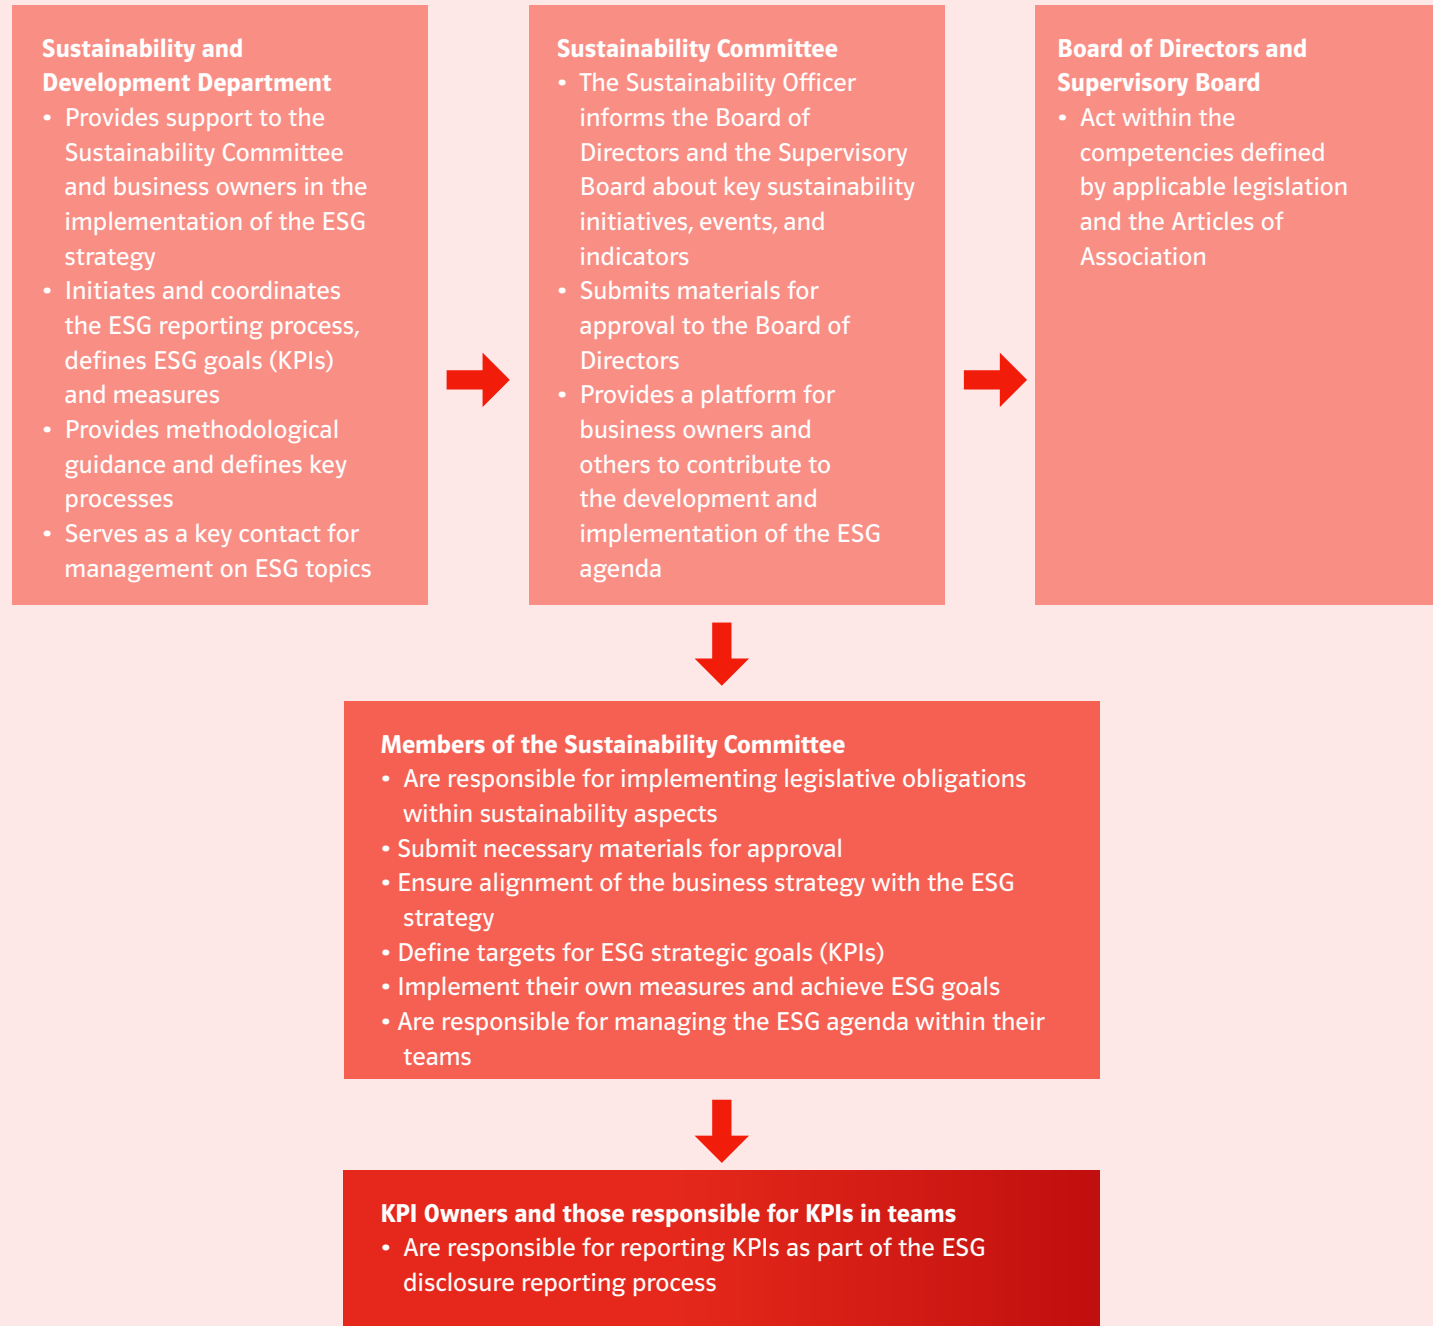 Sustainability and
Development Department
• Provides support to the
Sustainability Committee
and business owners in the
implementation of the ESG
strategy
• Initiates and coordinates
the ESG reporting process,
defines ESG goals (KPIs)
and measures
• Provides methodological
guidance and defines key
processes
• Serves as a key contact for
management on ESG topics
Sustainability Committee
• The Sustainability Officer
informs the Board of
Directors and the Supervisory
Board about key sustainability
initiatives, events, and
indicators
• Submits materials for
approval to the Board of
Directors
• Provides a platform for
business owners and
others to contribute to
the development and
implementation of the ESG
agenda
Board of Directors and
Supervisory Board
• Act within the
competencies defined
by applicable legislation
and the Articles of
Association
Members of the Sustainability Committee
• Are responsible for implementing legislative obligations
within sustainability aspects
• Submit necessary materials for approval
• Ensure alignment of the business strategy with the ESG
strategy
• Define targets for ESG strategic goals (KPIs)
• Implement their own measures and achieve ESG goals
• Are responsible for managing the ESG agenda within their
teams
KPI Owners and those responsible for KPIs in teams
• Are responsible for reporting KPIs as part of the ESG
disclosure reporting process